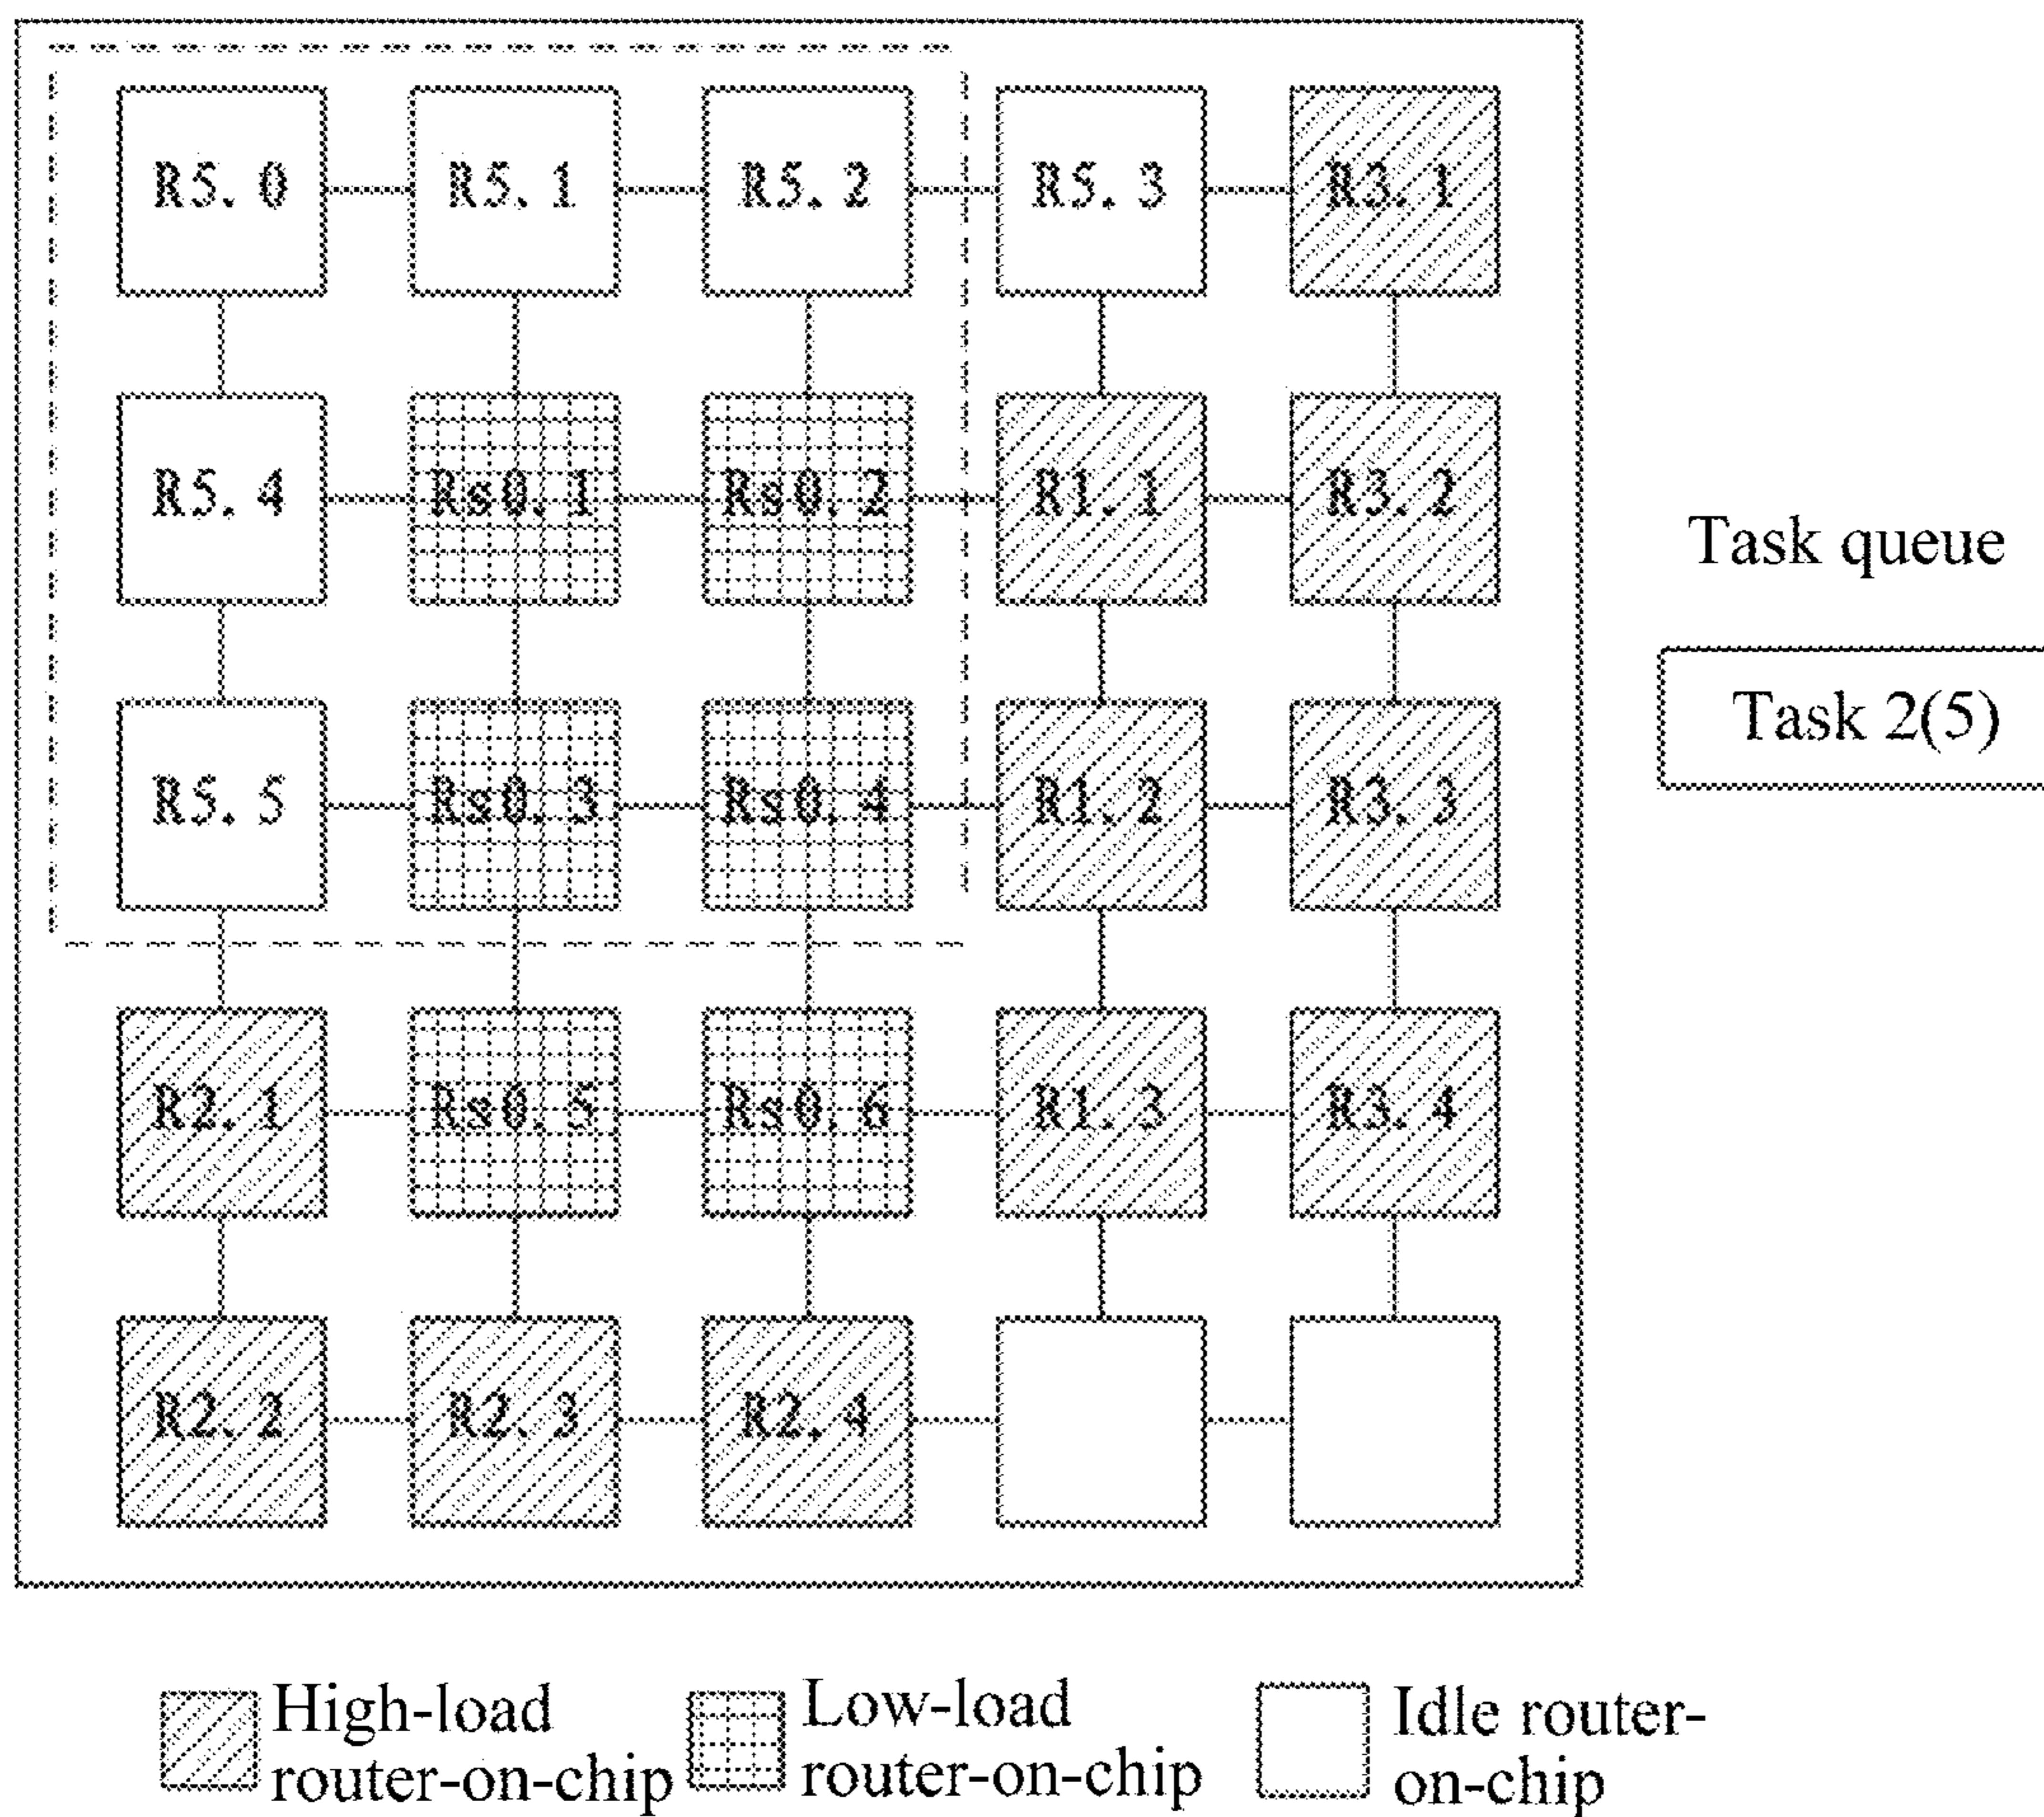 R5. 0
R5. 1
R5. 2
R5. 3
R3. 1
R5. 4
Rs0. 1
Rs0. 2
R1. 1
R3. 2
Task queue
R5. 5
Rs0. 3
Rs0. 4
R1. 2
R3. 3
Task 2(5)
R2. 1
Rs0. 5
Rs0. 6
R1. 3
R3. 4
R2. 2
R2. 3
R2. 4
High-load
router-on-chip
Low-load
router-on-chip
Idle router-
on-chip